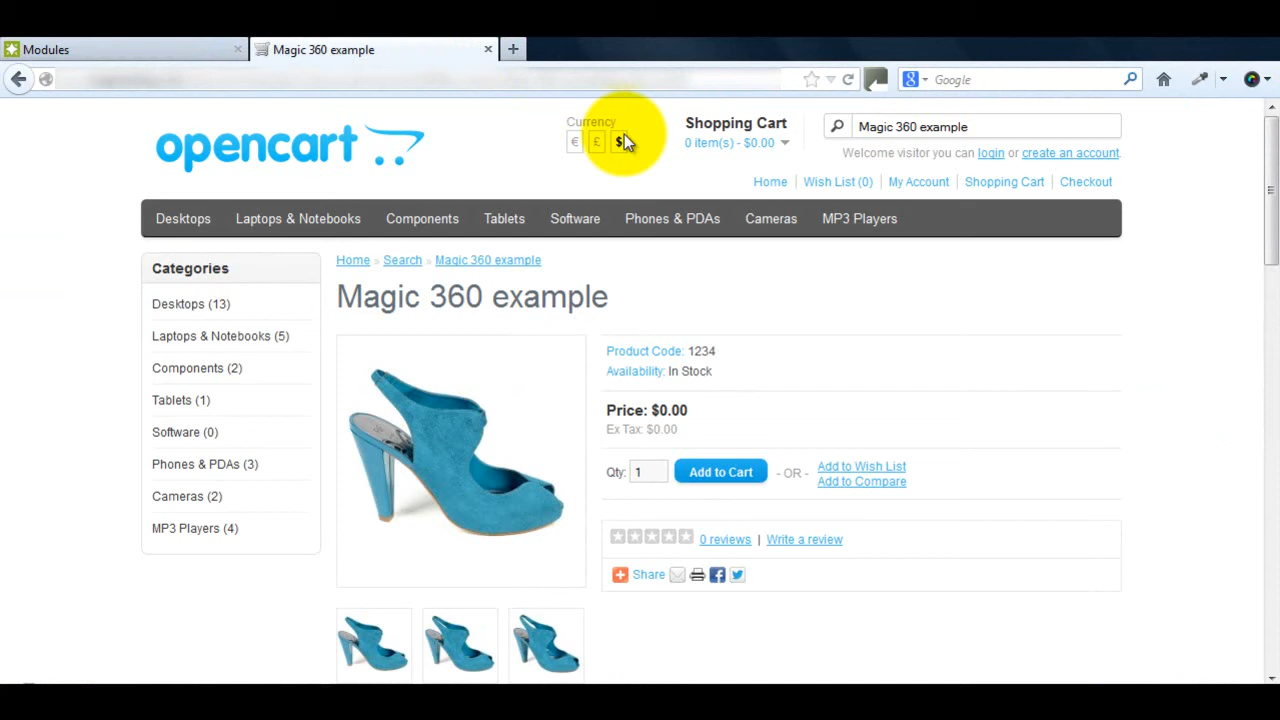 Modules
Magic 360 example
Google
opencart
Currency
€ £ $
Shopping Cart
0 item(s) - $0.00
Magic 360 example
Welcome visitor you can login or create an account.
Home Wish List (0) My Account Shopping Cart Checkout
Desktops Laptops & Notebooks Components Tablets Software Phones & PDAs Cameras MP3 Players
Categories
Desktops (13)
Laptops & Notebooks (5)
Components (2)
Tablets (1)
Software (0)
Phones & PDAs (3)
Cameras (2)
MP3 Players (4)
Home » Search » Magic 360 example
Magic 360 example
Product Code: 1234
Availability: In Stock
Price: $0.00
Ex Tax: $0.00
Qty: 1 Add to Cart - OR - Add to Wish List
Add to Compare
0 reviews | Write a review
Share